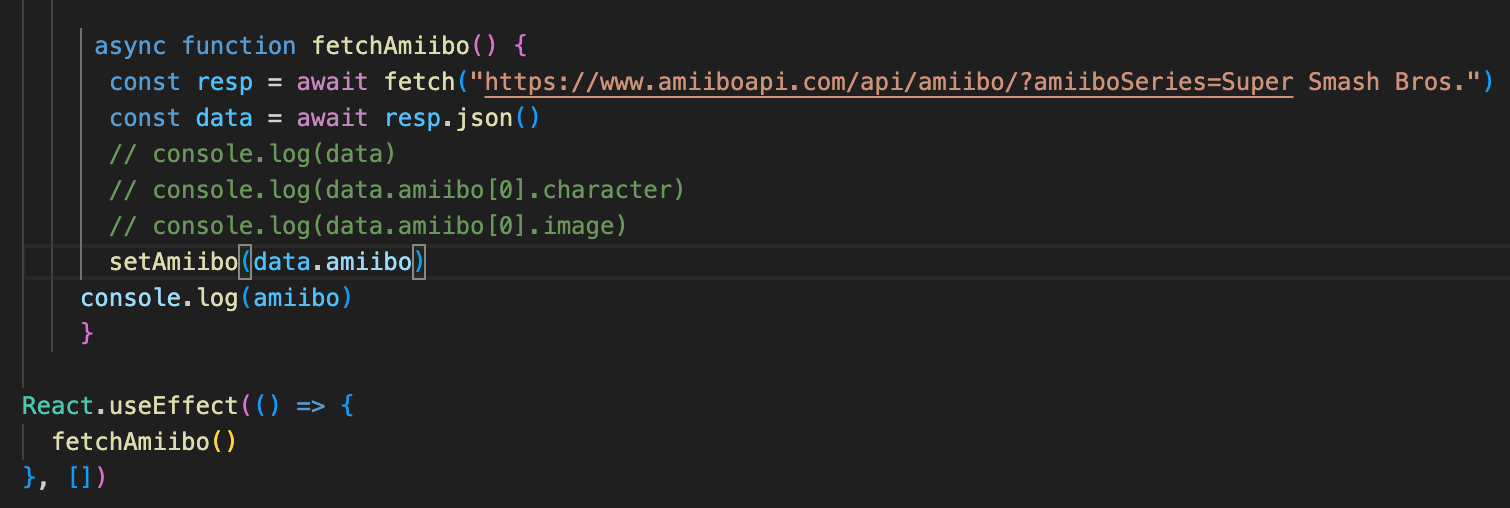 async function fetchAmiibo() {
const resp = await fetch("https://www.amiiboapi.com/api/amiibo/?amiiboSeries=Super Smash Bros.")
const data = await resp.json()
// console.log(data)
// console.log(data.amiibo[0].character)
// console.log(data.amiibo[0].image)
setAmiibo(data.amiibo)
console.log(amiibo)
}
React.useEffect(() => {
fetchAmiibo()
}, [])